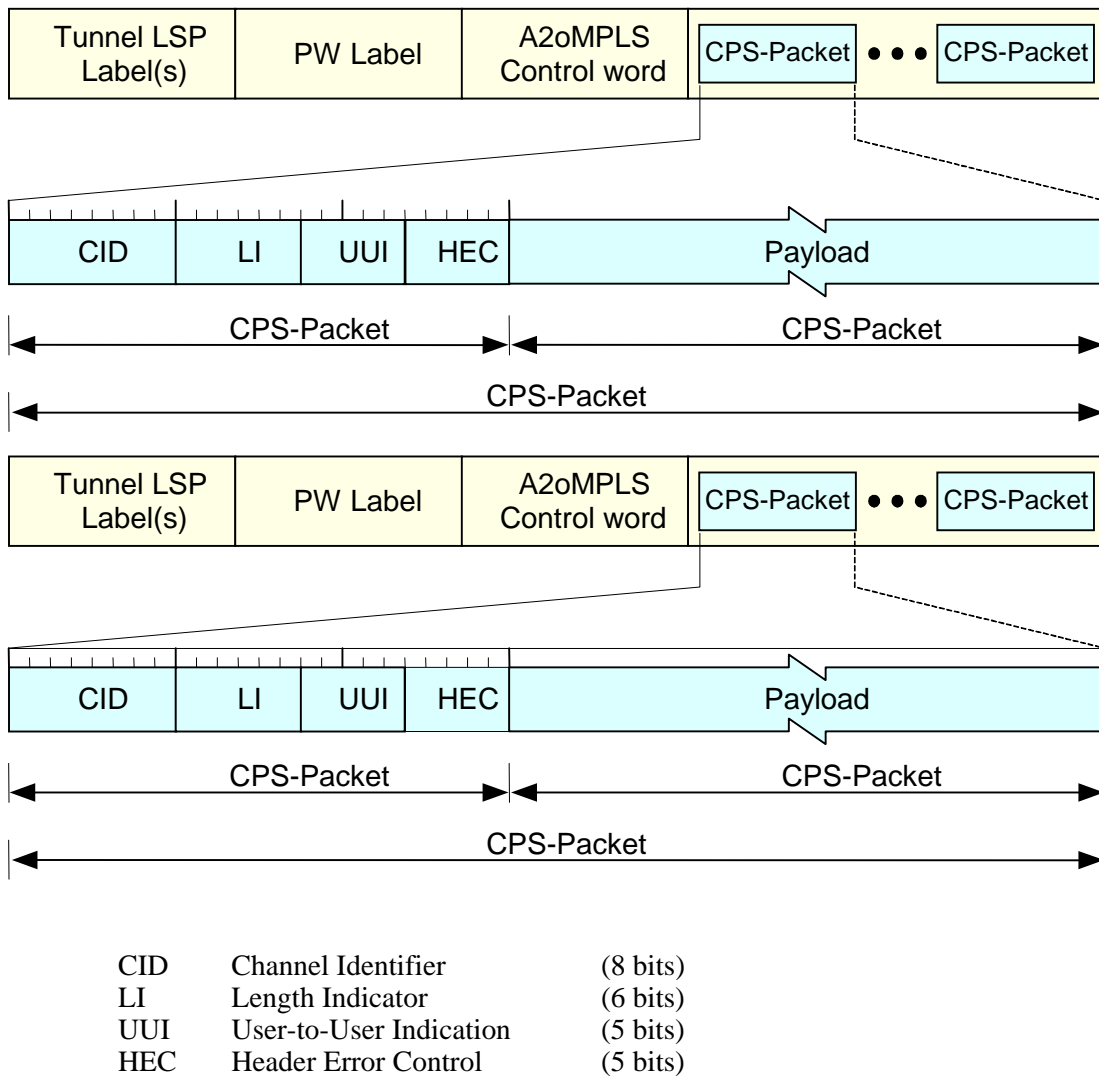 Tunnel LSP Label(s) PW Label A2oMPLS Control word CPS-Packet ••• CPS-Packet
CID LI UUI HEC Payload
CPS-Packet CPS-Packet
CPS-Packet
Tunnel LSP Label(s) PW Label A2oMPLS Control word CPS-Packet ••• CPS-Packet
CID LI UUI HEC Payload
CPS-Packet CPS-Packet
CPS-Packet
CID Channel Identifier (8 bits)
LI Length Indicator (6 bits)
UUI User-to-User Indication (5 bits)
HEC Header Error Control (5 bits)